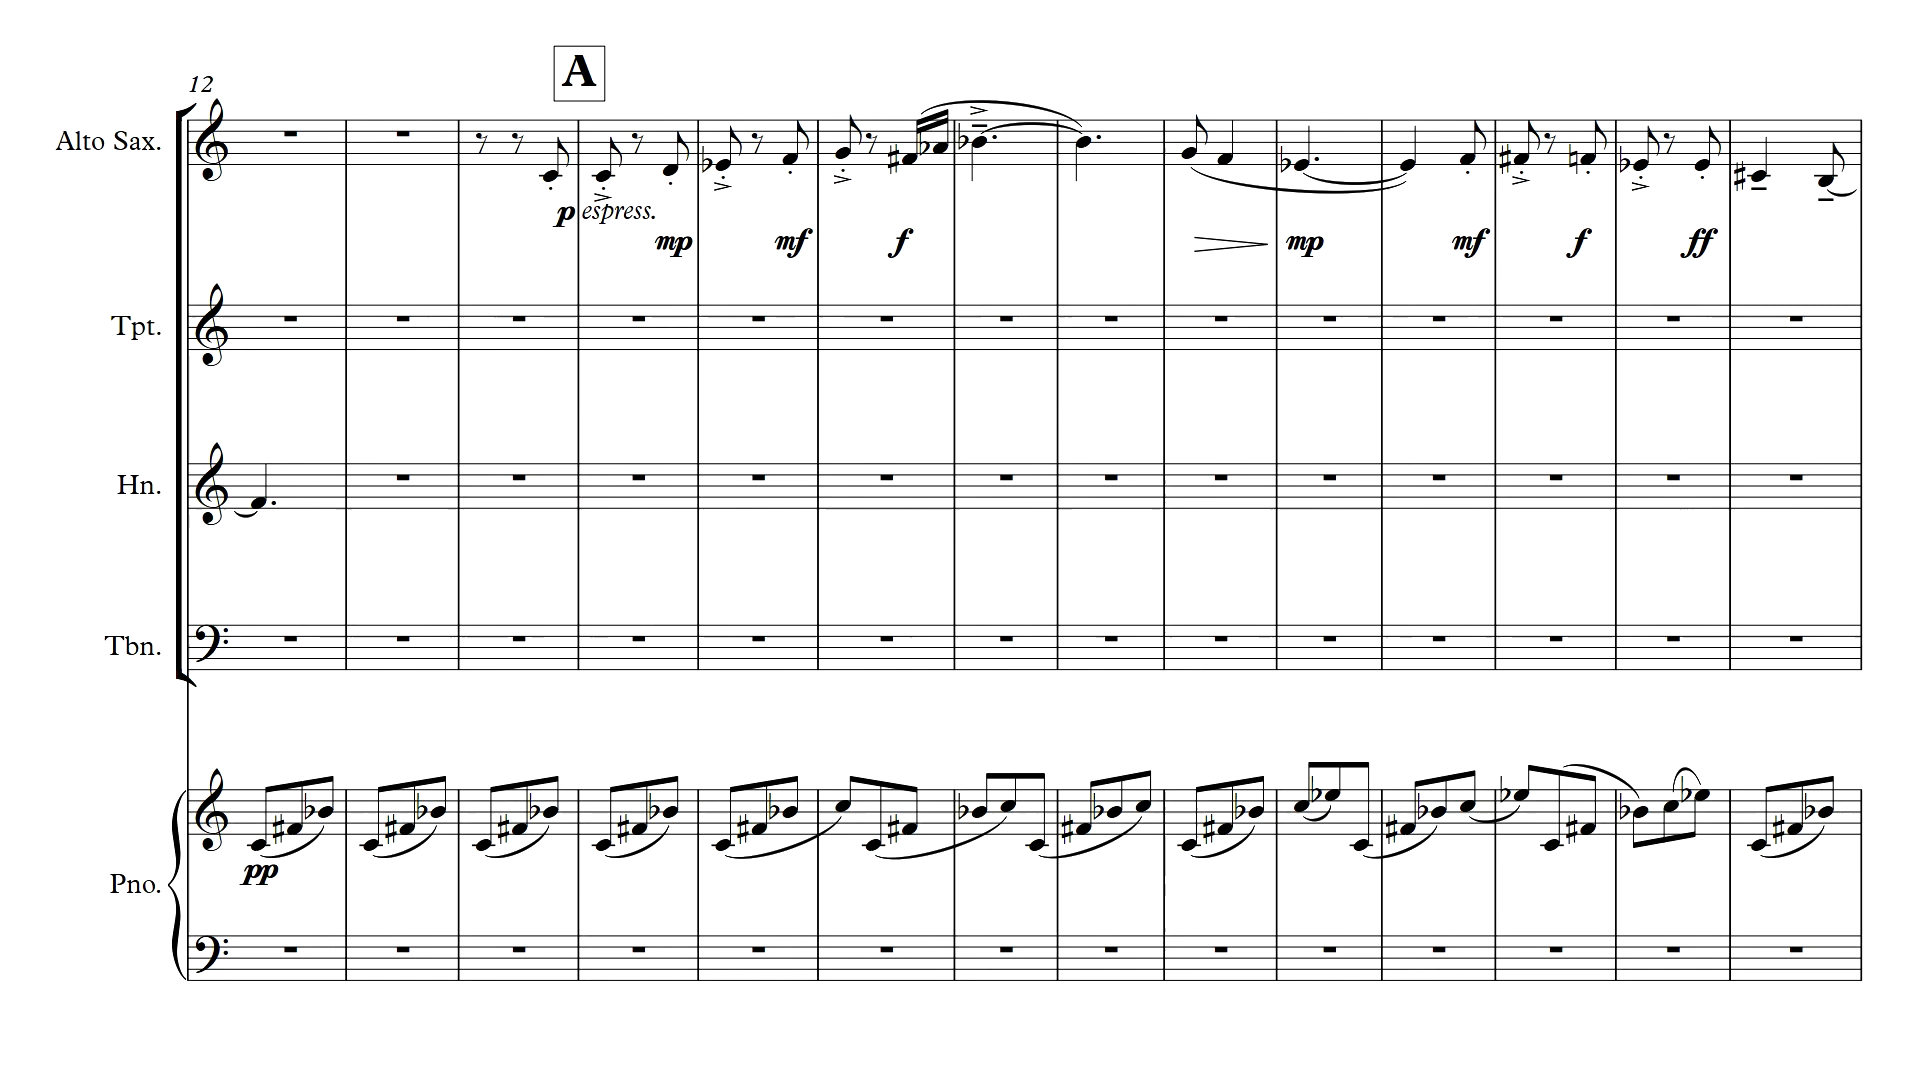 12
A
Alto Sax.
p espress.
mp mf f mp mf f ff
Tpt.
Hn.
Tbn.
Pno.
pp